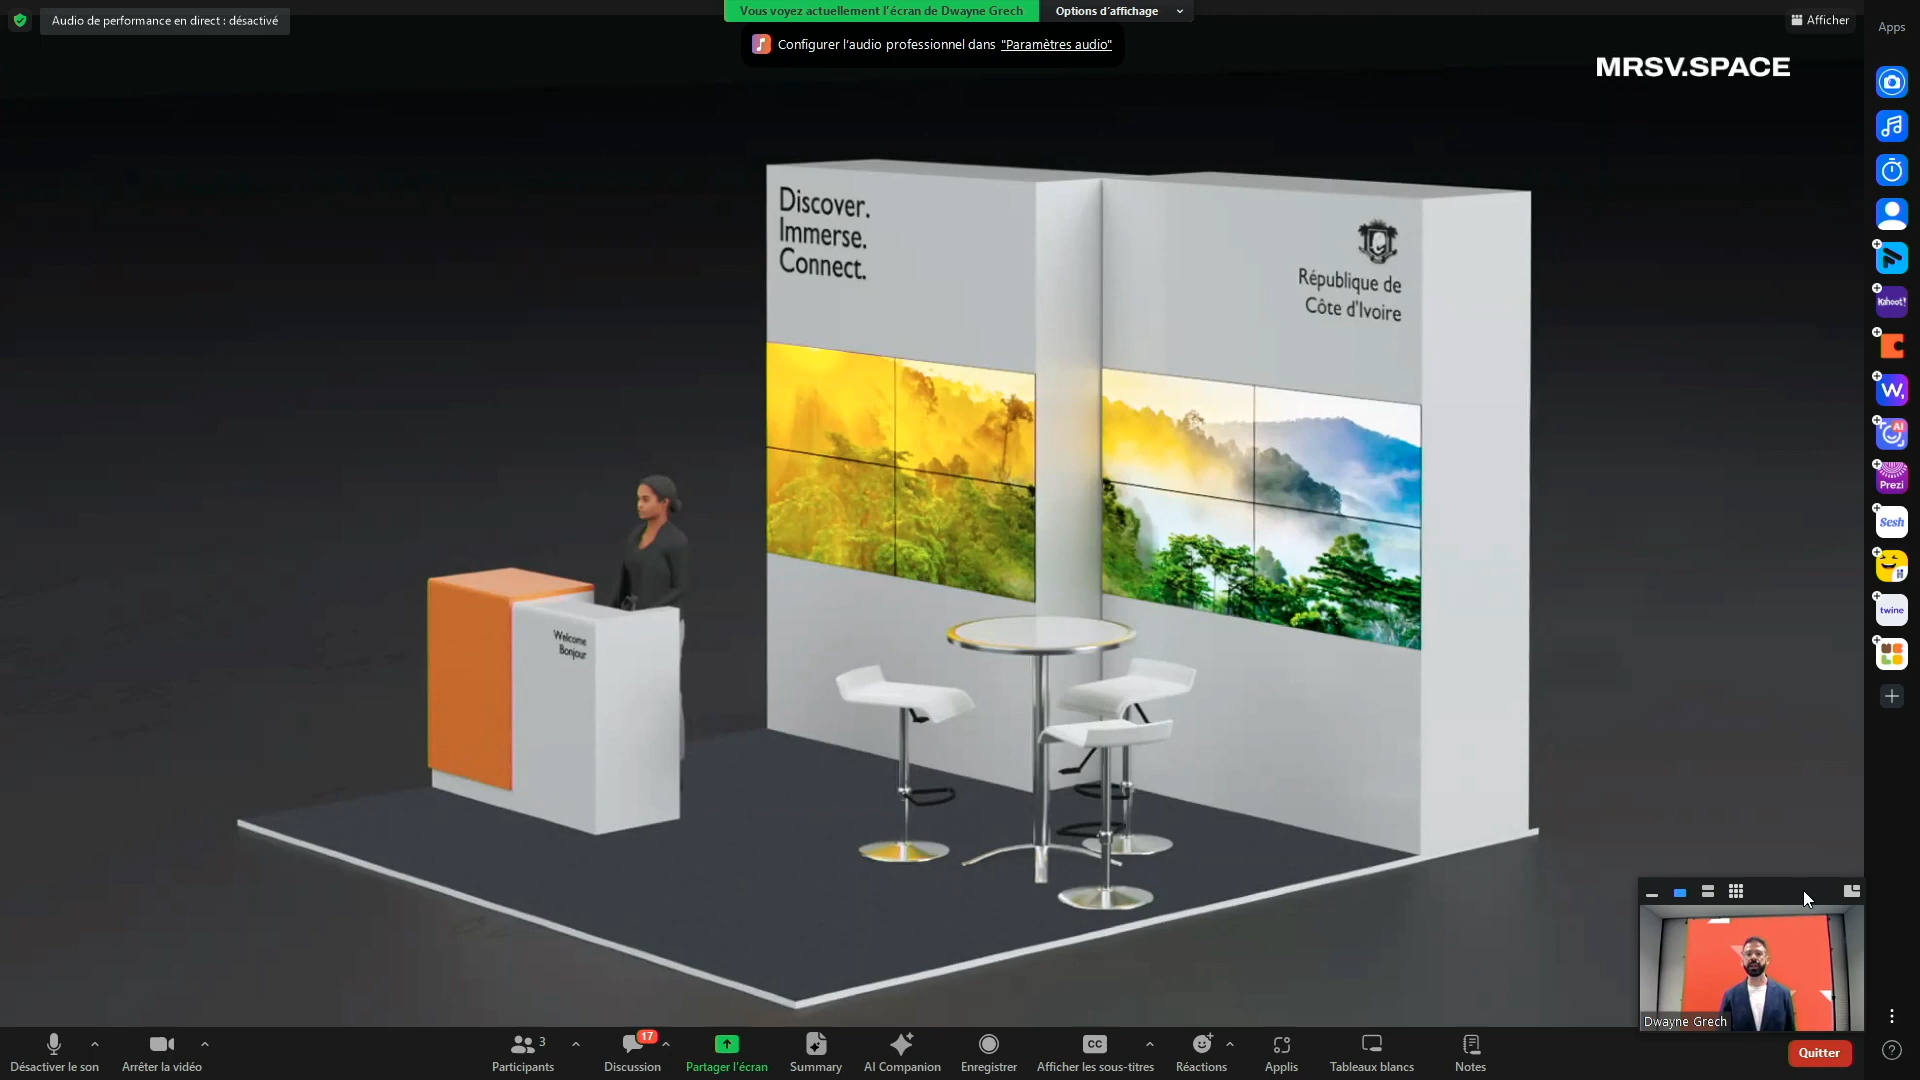 Audio de performance en direct : désactivé
Vous voyez actuellement l'écran de Dwayne Grech
Options d'affichage
Afficher
Apps
Configurer l'audio professionnel dans "Paramètres audio"
MRSV.SPACE
Discover.
Immerse.
Connect.
République de
Côte d'Ivoire
Welcome
Bonjour
Kahoot!
W,
AI
Prezi
Sesh
H
twine
Dwayne Grech
Désactiver le son
Arrêter la vidéo
3
Participants
17
Discussion
Partager l'écran
Summary
AI Companion
Enregistrer
CC
Afficher les sous-titres
Réactions
Applis
Tableaux blancs
Notes
Quitter